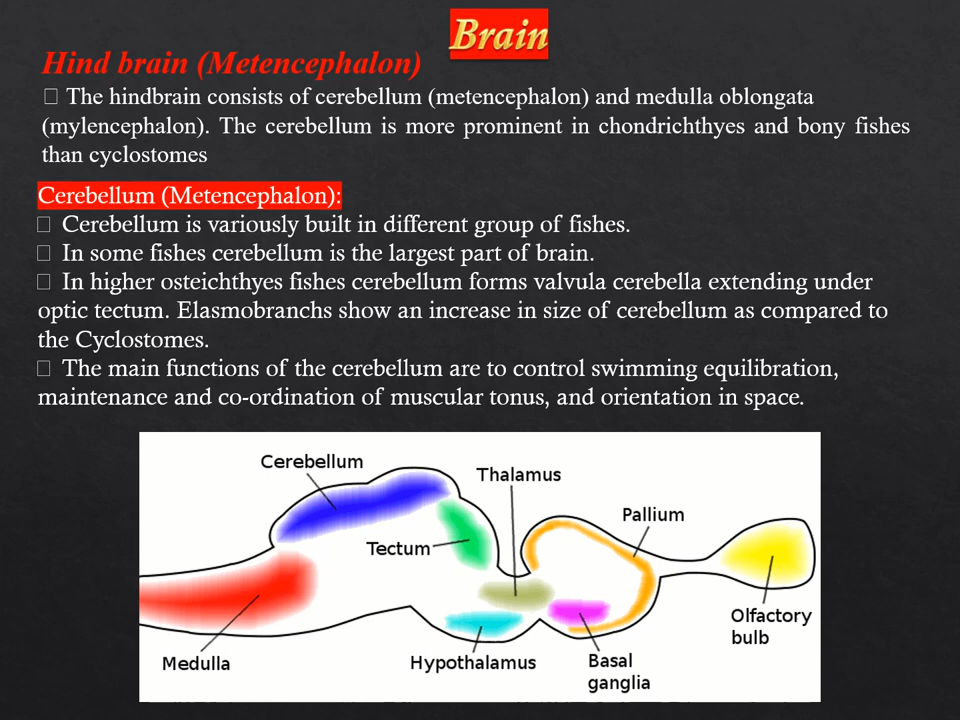 Brain
Hind brain (Metencephalon)
The hindbrain consists of cerebellum (metencephalon) and medulla oblongata
(mylencephalon). The cerebellum is more prominent in chondrichthyes and bony fishes
than cyclostomes
Cerebellum (Metencephalon):
Cerebellum is variously built in different group of fishes.
In some fishes cerebellum is the largest part of brain.
In higher osteichthyes fishes cerebellum forms valvula cerebella extending under
optic tectum. Elasmobranchs show an increase in size of cerebellum as compared to
the Cyclostomes.
The main functions of the cerebellum are to control swimming equilibration,
maintenance and co-ordination of muscular tonus, and orientation in space.
Cerebellum
Thalamus
Pallium
Tectum
Olfactory
bulb
Medulla
Hypothalamus
Basal
ganglia